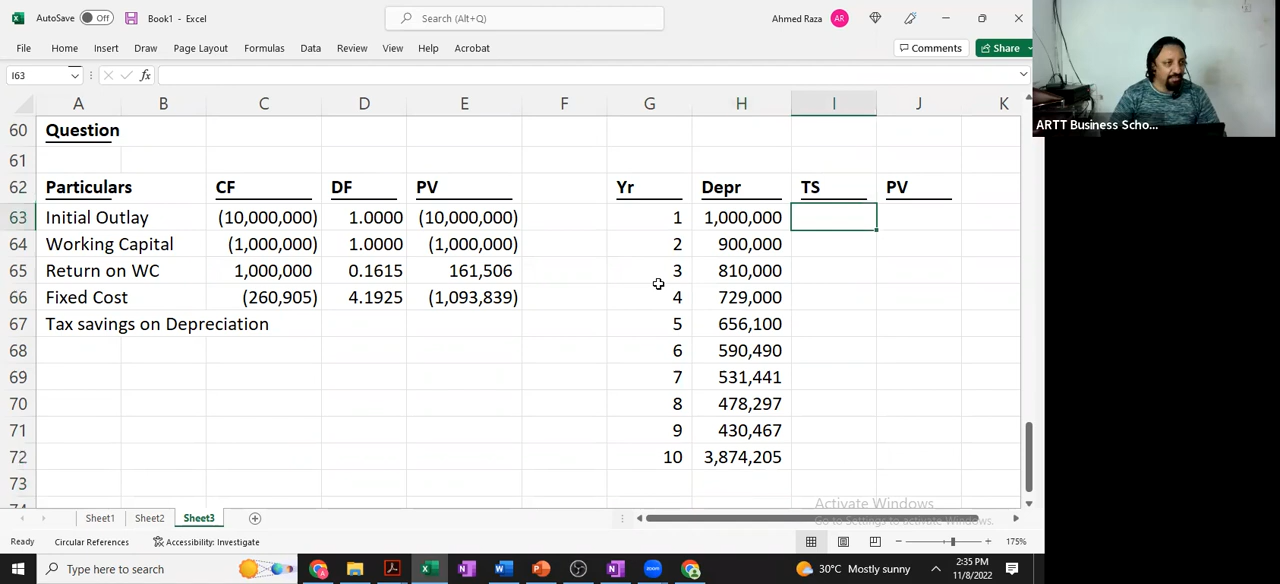 AutoSave Off Book1 - Excel Search (Alt+Q) Ahmed Raza AR
File Home Insert Draw Page Layout Formulas Data Review View Help Acrobat Comments Share
I63 fx
ARTT Business Scho...
A B C D E F G H I J K
60 Question
61
62 Particulars CF DF PV Yr Depr TS PV
63 Initial Outlay (10,000,000) 1.0000 (10,000,000) 1 1,000,000
64 Working Capital (1,000,000) 1.0000 (1,000,000) 2 900,000
65 Return on WC 1,000,000 0.1615 161,506 3 810,000
66 Fixed Cost (260,905) 4.1925 (1,093,839) 4 729,000
67 Tax savings on Depreciation 5 656,100
68 6 590,490
69 7 531,441
70 8 478,297
71 9 430,467
72 10 3,874,205
73
Activate Windows
Go to Settings to activate Windows.
Sheet1 Sheet2 Sheet3
Ready Circular References Accessibility: Investigate 175%
Type here to search 30°C Mostly sunny 2:35 PM
11/8/2022